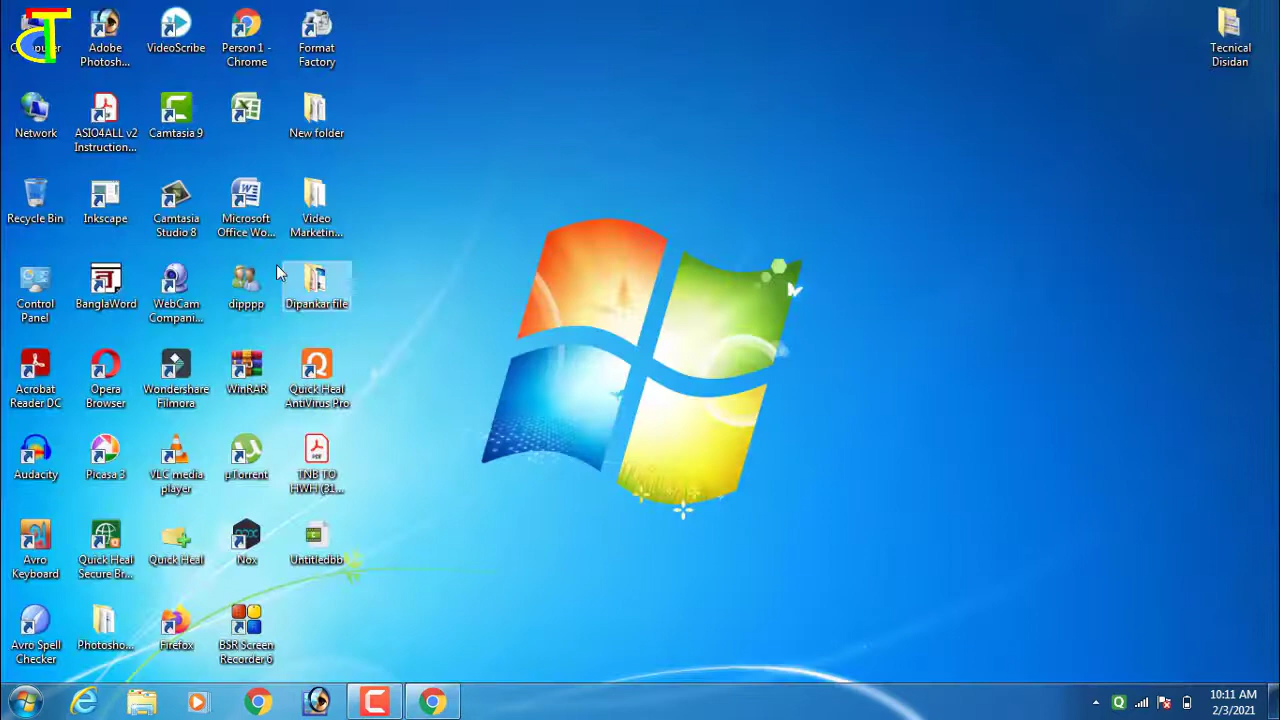 Adobe
Photosh...
VideoScribe
Person 1 -
Chrome
Format
Factory
Tecnical
Disidan
Network
ASIO4ALL v2
Instruction...
Camtasia 9
New folder
Recycle Bin
Inkscape
Camtasia
Studio 8
Microsoft
Office Wo...
Video
Marketin...
Control
Panel
BanglaWord
WebCam
Compani...
dipppp
Dipankar file
Acrobat
Reader DC
Opera
Browser
Wondershare
Filmora
WinRAR
Quick Heal
AntiVirus Pro
Audacity
Picasa 3
VLC media
player
µTorrent
TNB TO
HWH (31...
Avro
Keyboard
Quick Heal
Secure Br...
Quick Heal
Nox
Untitledbb
Avro Spell
Checker
Photosho...
Firefox
BSR Screen
Recorder 6
10:11 AM
2/3/2021